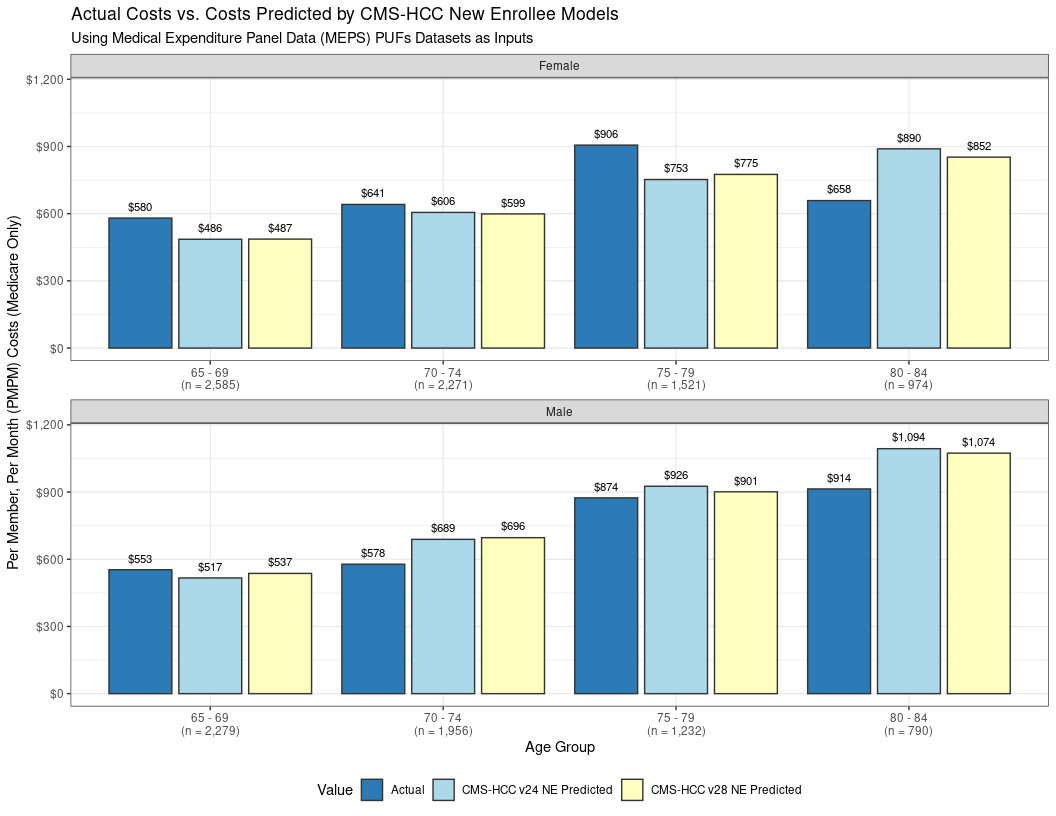 Actual Costs vs. Costs Predicted by CMS-HCC New Enrollee Models
Using Medical Expenditure Panel Data (MEPS) PUFs Datasets as Inputs
Per Member, Per Month (PMPM) Costs (Medicare Only)
Female
$1,200
$900
$600
$300
$0
$580
$486
$487
$641
$606
$599
$906
$753
$775
$658
$890
$852
65 - 69
(n = 2,585)
70 - 74
(n = 2,271)
75 - 79
(n = 1,521)
80 - 84
(n = 974)
Male
$1,200
$900
$600
$300
$0
$553
$517
$537
$578
$689
$696
$874
$926
$901
$914
$1,094
$1,074
65 - 69
(n = 2,279)
70 - 74
(n = 1,956)
75 - 79
(n = 1,232)
80 - 84
(n = 790)
Age Group
Value
Actual
CMS-HCC v24 NE Predicted
CMS-HCC v28 NE Predicted